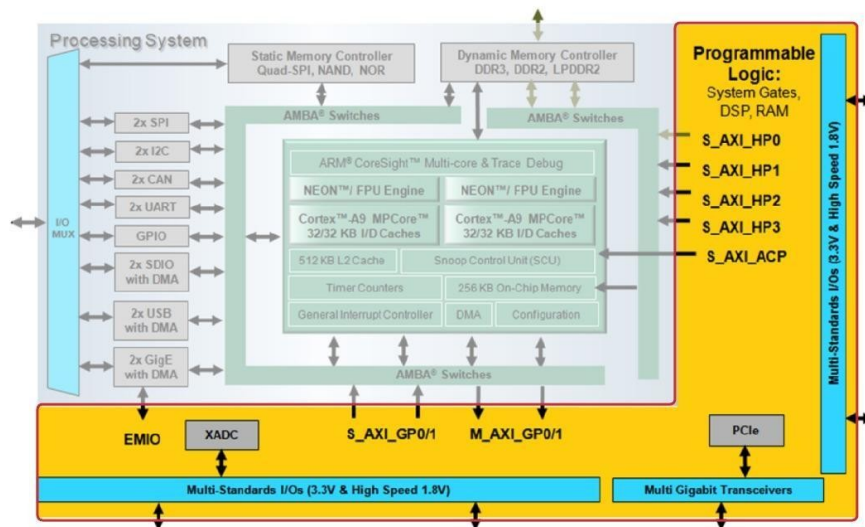 Processing System
Static Memory Controller
Quad-SPI, NAND, NOR
Dynamic Memory Controller
DDR3, DDR2, LPDDR2
Programmable
Logic:
System Gates,
DSP, RAM
AMBA® Switches
AMBA® Switches
2x SPI
2x I2C
2x CAN
2x UART
GPIO
2x SDIO
with DMA
2x USB
with DMA
2x GigE
with DMA
I/O
MUX
ARM® CoreSight™ Multi-core & Trace Debug
NEON™/ FPU Engine
NEON™/ FPU Engine
Cortex™-A9 MPCore™
32/32 KB I/D Caches
Cortex™-A9 MPCore™
32/32 KB I/D Caches
512 KB L2 Cache
Snoop Control Unit (SCU)
Timer Counters
256 KB On-Chip Memory
General Interrupt Controller
DMA
Configuration
AMBA® Switches
S_AXI_HP0
S_AXI_HP1
S_AXI_HP2
S_AXI_HP3
S_AXI_ACP
Multi-Standards I/Os (3.3V & High Speed 1.8V)
EMIO
XADC
S_AXI_GP0/1
M_AXI_GP0/1
PCIe
Multi-Standards I/Os (3.3V & High Speed 1.8V)
Multi Gigabit Transceivers